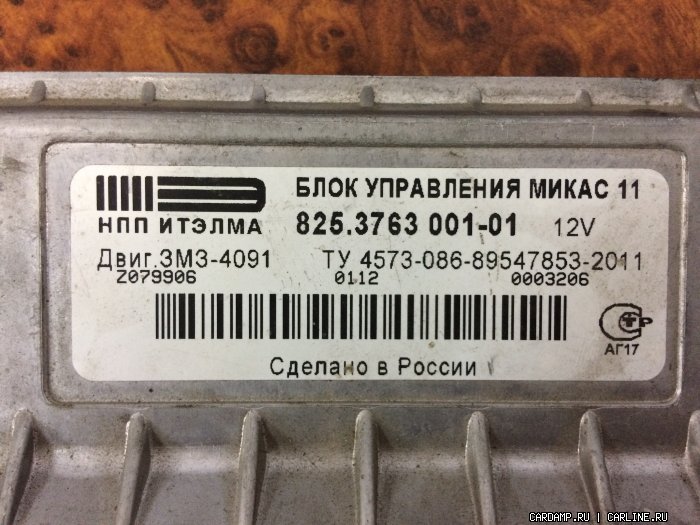 БЛОК УПРАВЛЕНИЯ МИКАС 11
НПП ИТЭЛМА 825.3763 001-01 12V
Двиг.ЗМЗ-4091 ТУ 4573-086-89547853-2011
Z079906 0112 0003206
АГ17
Сделано в России
CARDAMP.RU | CARLINE.RU